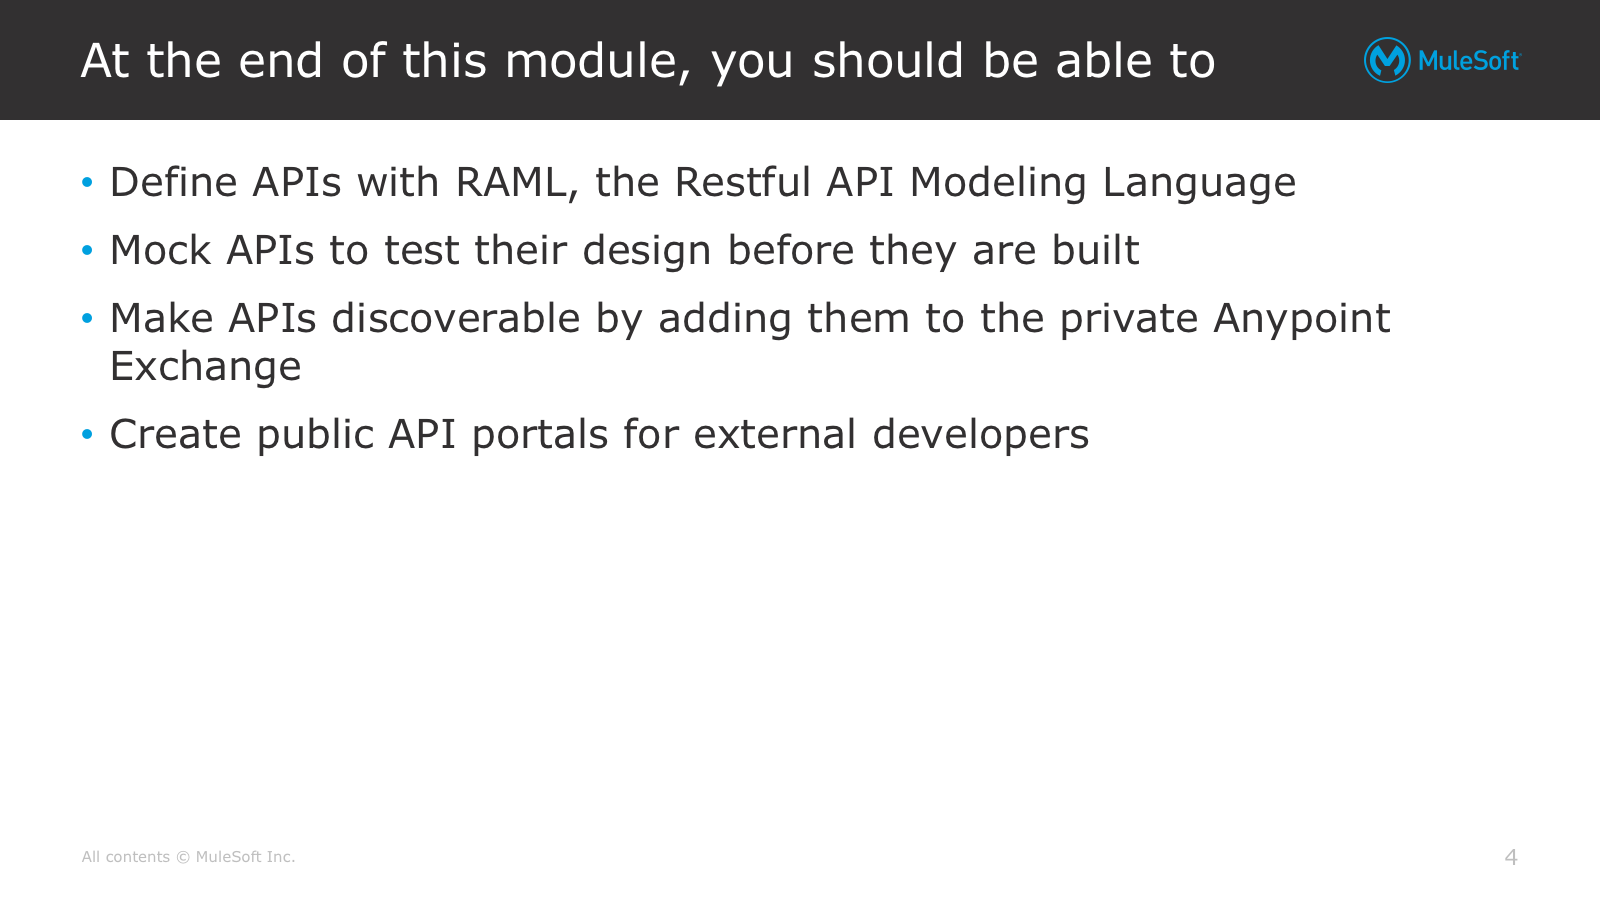 At the end of this module, you should be able to
MuleSoft
• Define APIs with RAML, the Restful API Modeling Language
• Mock APIs to test their design before they are built
• Make APIs discoverable by adding them to the private Anypoint
Exchange
• Create public API portals for external developers
All contents © MuleSoft Inc.
4